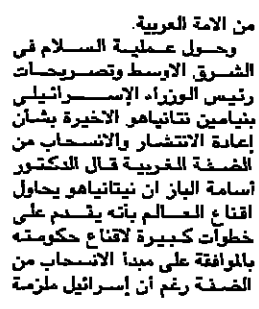 من الامة العربية.
وحول عملية السلام في
الشرق الاوسط وتصريحات
رئيس الوزراء الإسرائيلي
بنيامين نتانياهو الاخيرة بشأن
إعادة الانتشار والانسحاب من
الضفة الغربية قال الدكتور
أسامة الباز ان نيتانياهو يحاول
اقناع العالم بأنه يقدم على
خطوات كبيرة لاقناع حكومته
بالموافقة على مبدأ الانسحاب من
الضفة رغم أن إسرائيل ملزمة